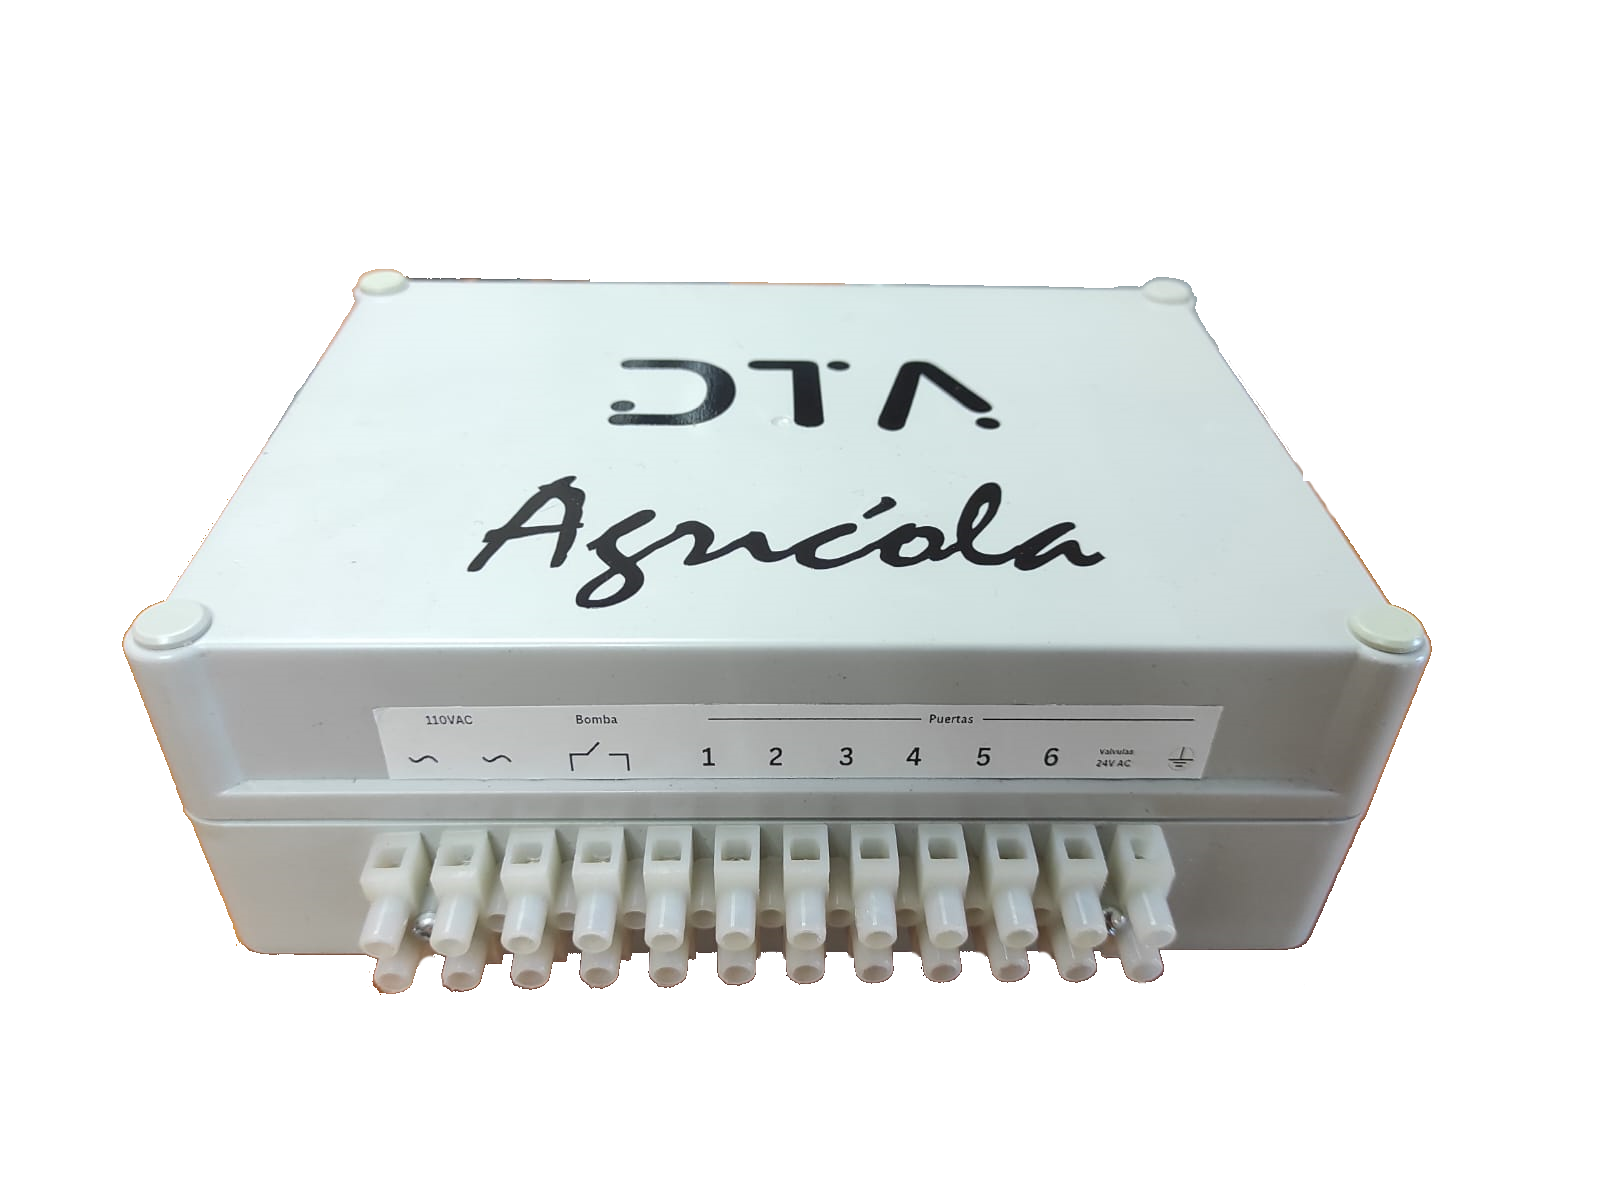 DTA
Agrícola
110VAC Bomba Puertas
1 2 3 4 5 6 Valvulas
24V AC